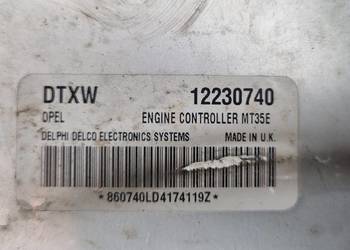 DTXW 12230740
OPEL ENGINE CONTROLLER MT35E
DELPHI DELCO ELECTRONICS SYSTEMS MADE IN U.K.
*860740LD4174119Z*